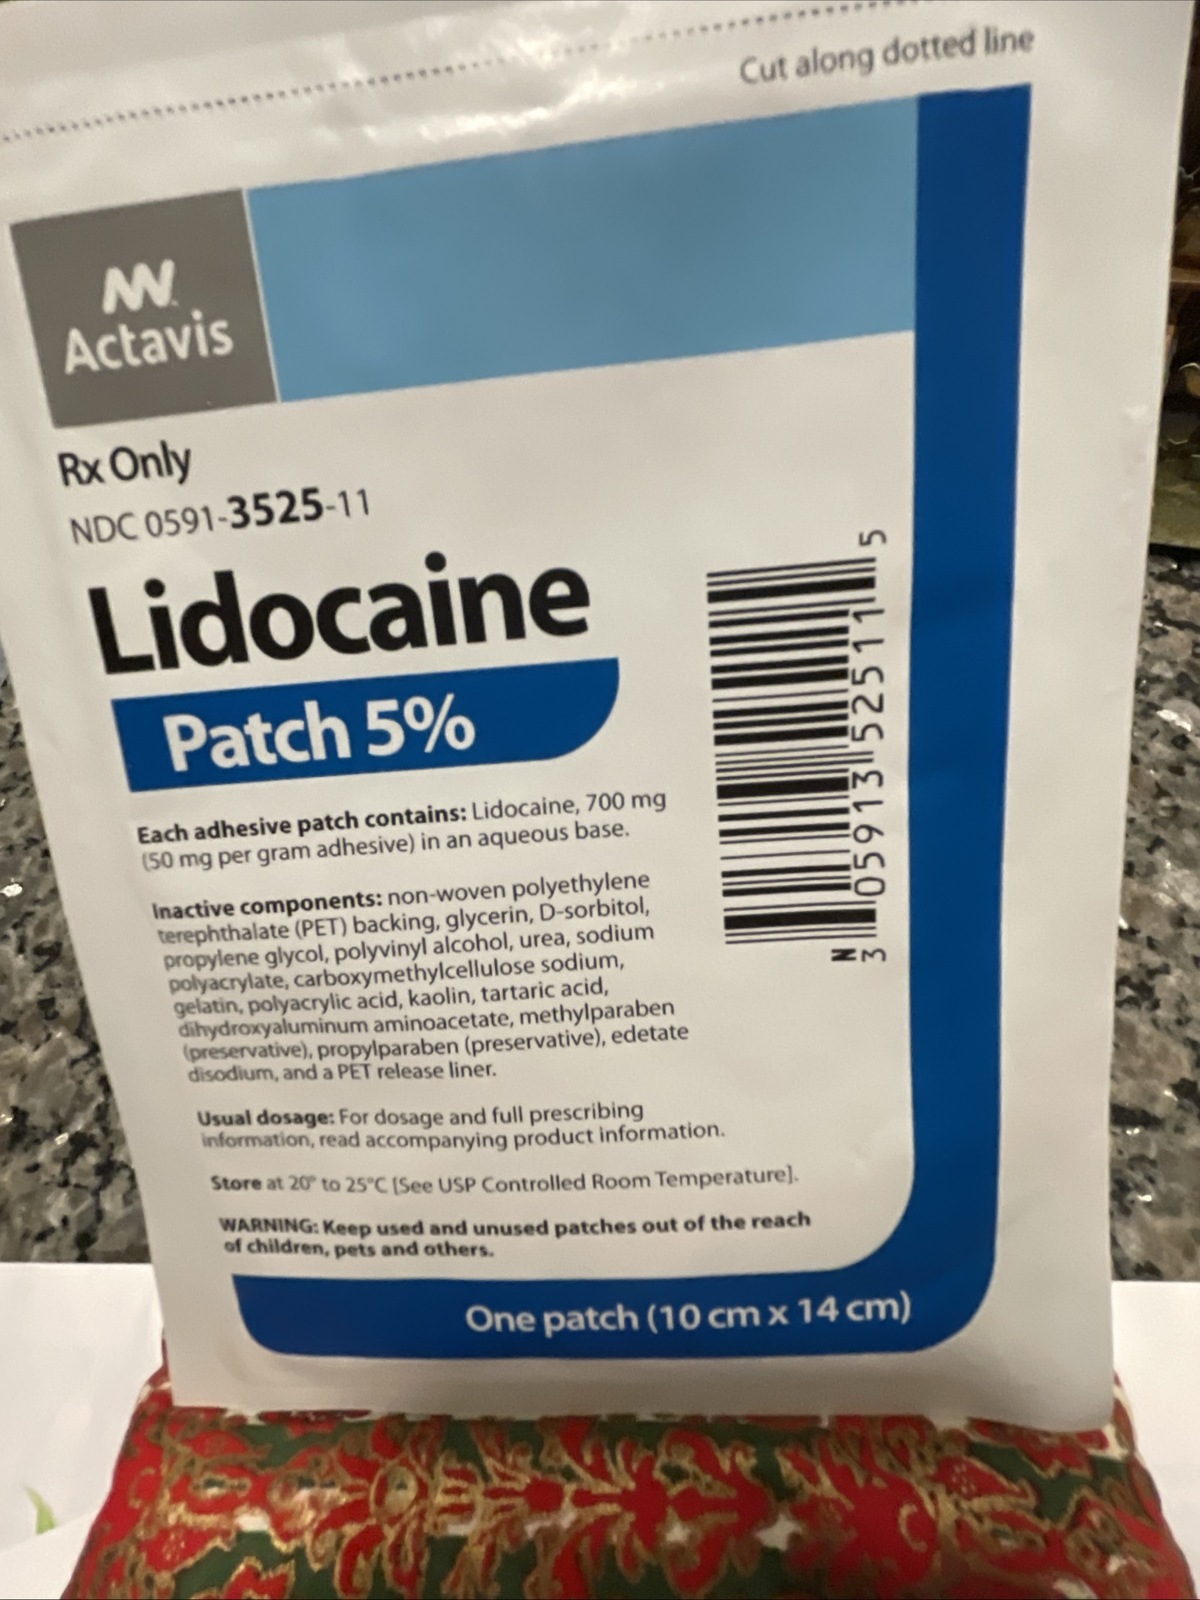 Cut along dotted line
Actavis
Rx Only
NDC 0591-3525-11
Lidocaine
Patch 5%
Each adhesive patch contains: Lidocaine, 700 mg
(50 mg per gram adhesive) in an aqueous base.
Inactive components: non-woven polyethylene
terephthalate (PET) backing, glycerin, D-sorbitol,
propylene glycol, polyvinyl alcohol, urea, sodium
polyacrylate, carboxymethylcellulose sodium,
gelatin, polyacrylic acid, kaolin, tartaric acid,
dihydroxyaluminum aminoacetate, methylparaben
(preservative), propylparaben (preservative), edetate
disodium, and a PET release liner.
Usual dosage: For dosage and full prescribing
information, read accompanying product information.
Store at 20° to 25°C [See USP Controlled Room Temperature].
WARNING: Keep used and unused patches out of the reach
of children, pets and others.
One patch (10 cm x 14 cm)
N
3 05913 52511 5